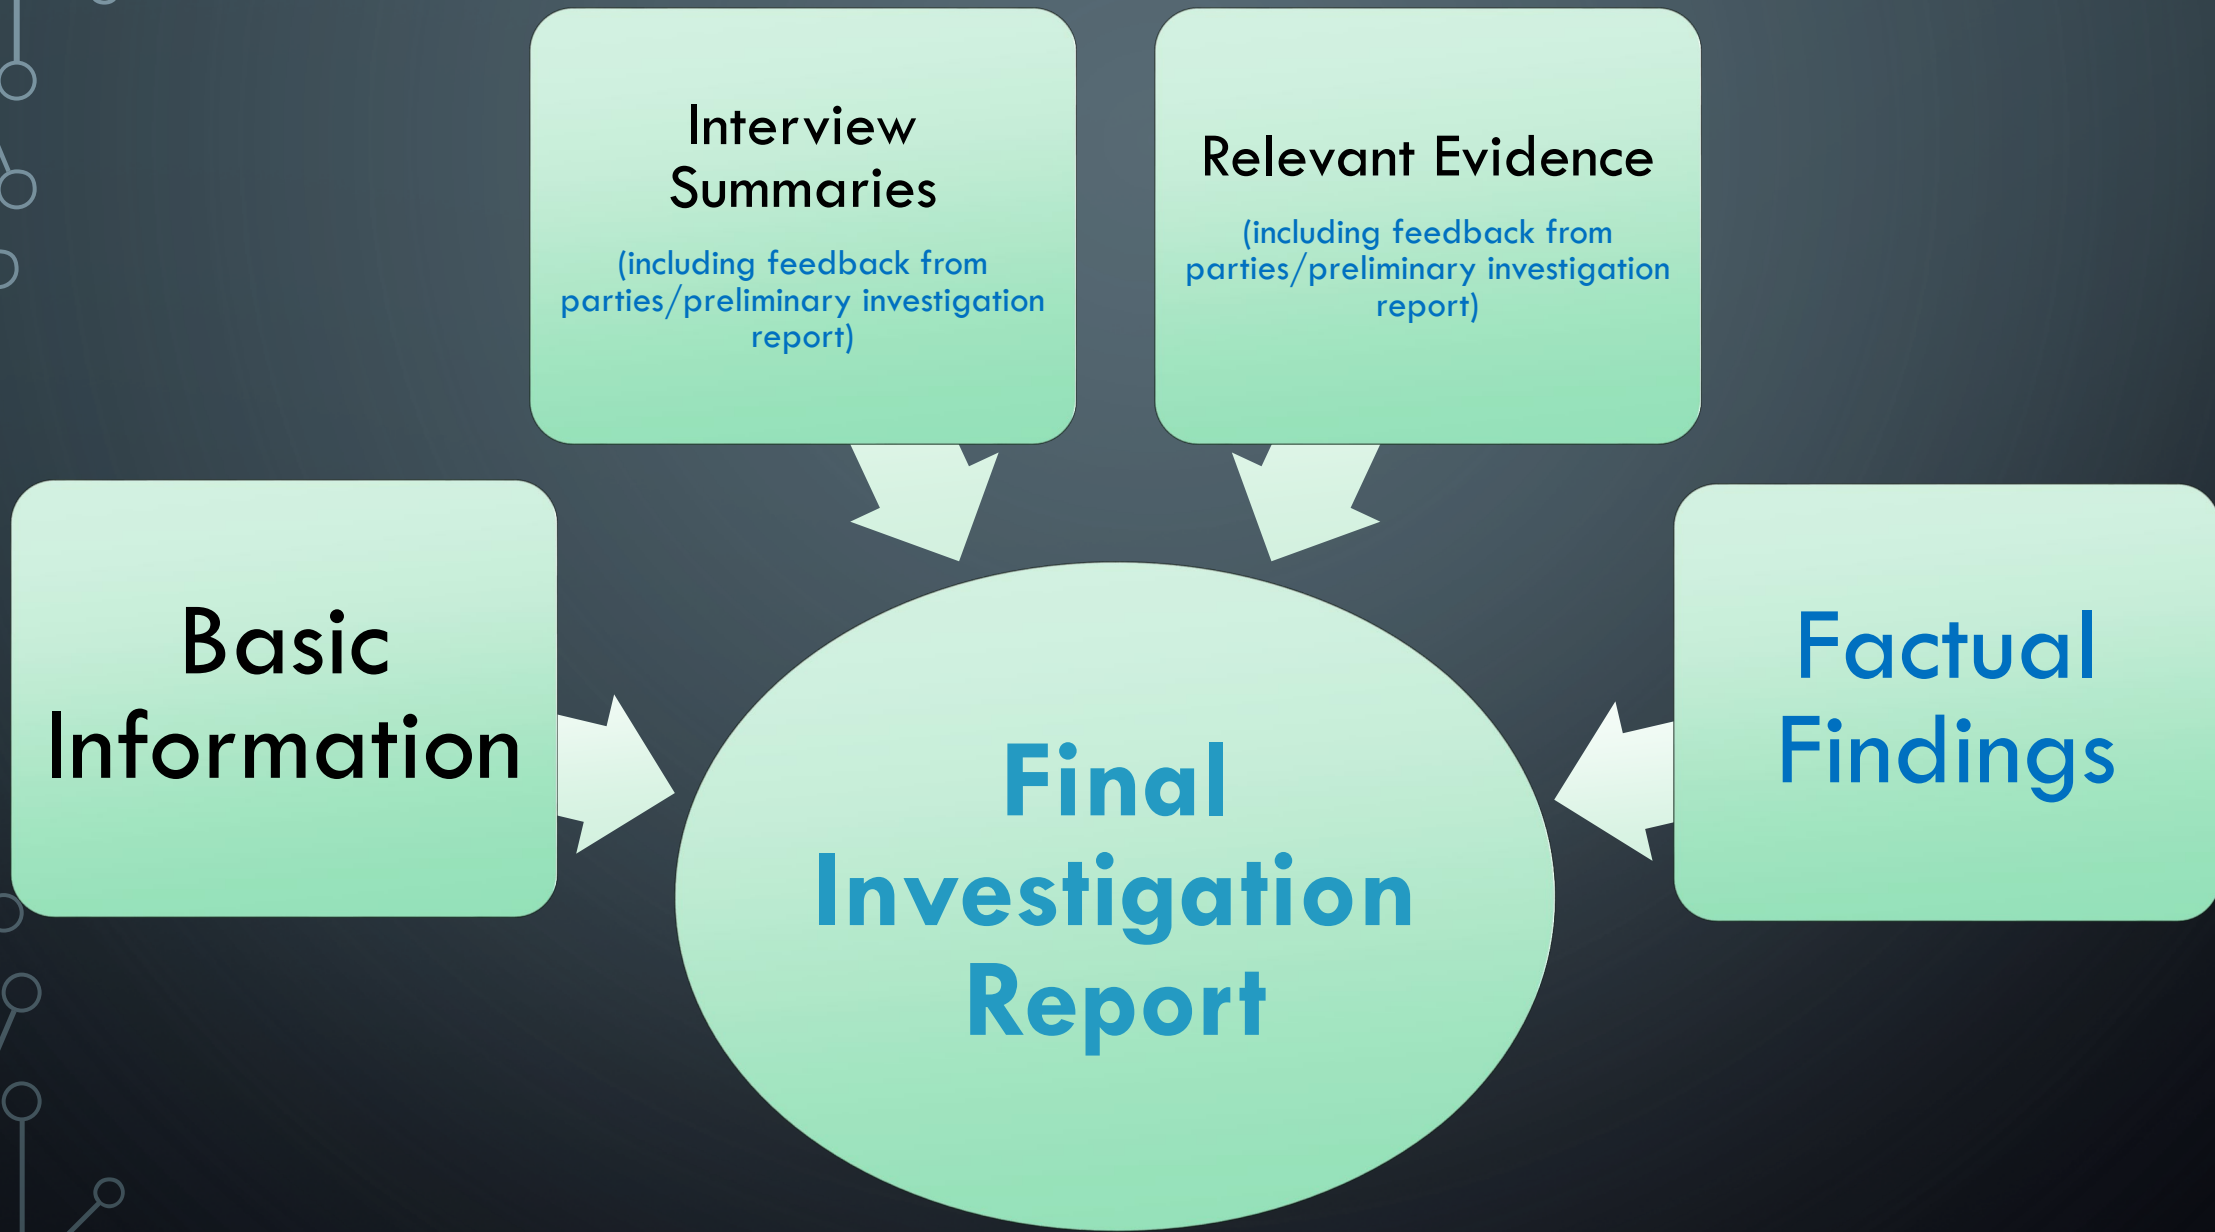 Interview
Summaries
(including feedback from
parties/preliminary investigation
report)
Relevant Evidence
(including feedback from
parties/preliminary investigation
report)
Basic
Information
Factual
Findings
Final
Investigation
Report